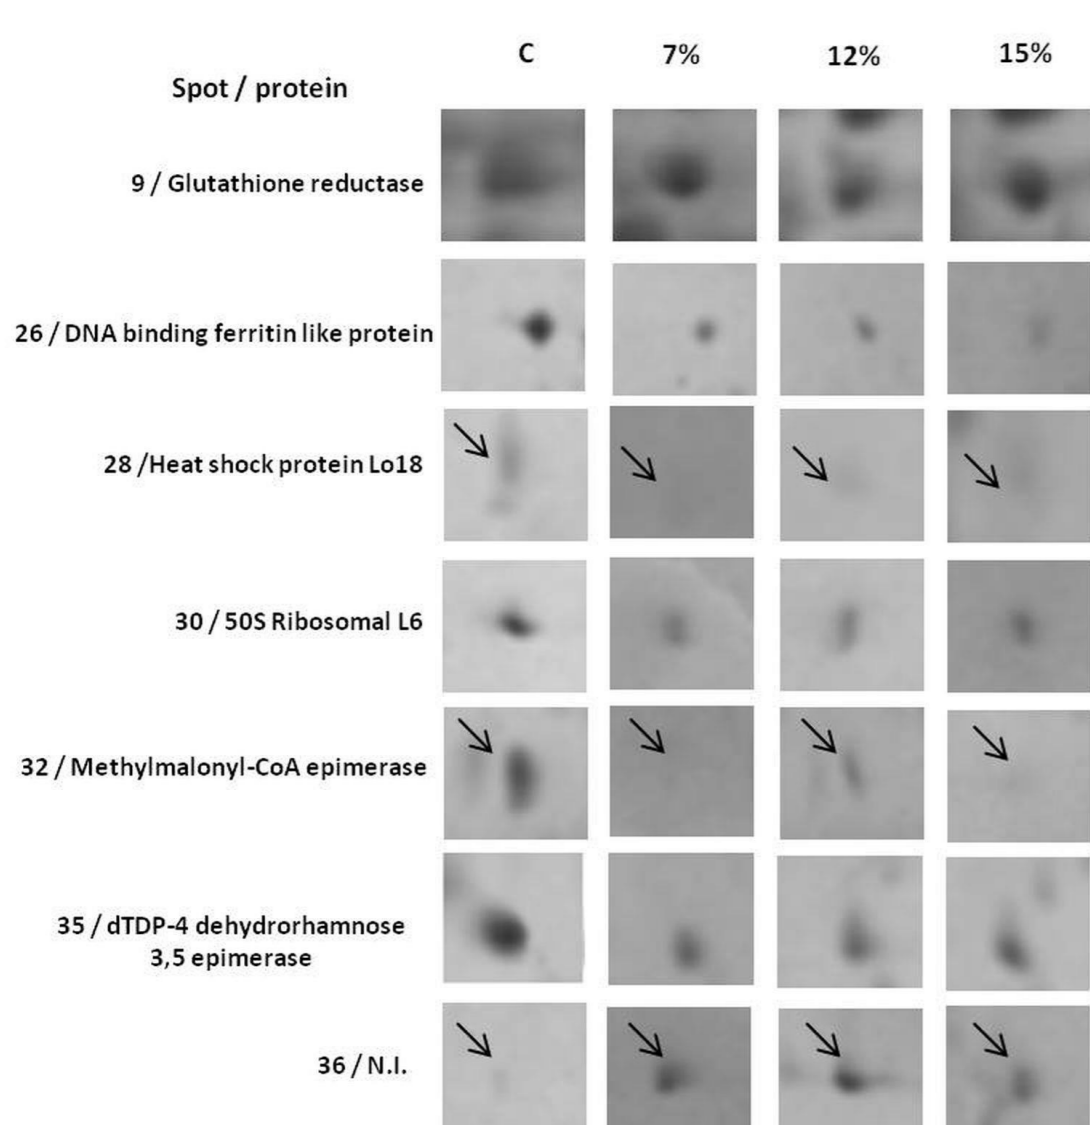 C 7% 12% 15%
Spot / protein
9 / Glutathione reductase
26 / DNA binding ferritin like protein
28 /Heat shock protein Lo18
30 / 50S Ribosomal L6
32 / Methylmalonyl-CoA epimerase
35 / dTDP-4 dehydrorhamnose
3,5 epimerase
36 / N.I.